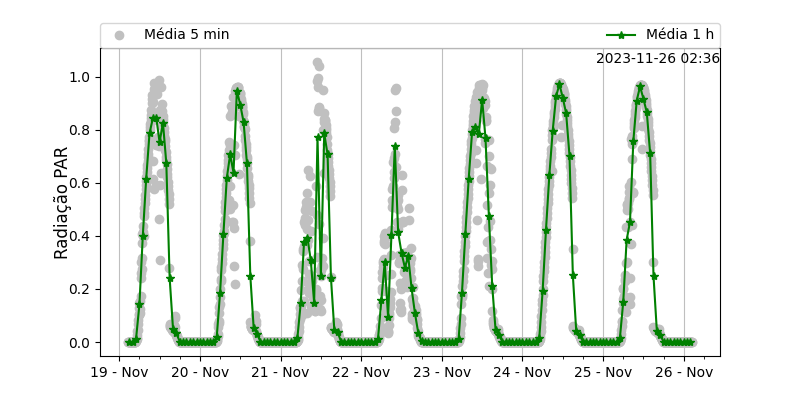 Média 5 min
Média 1 h
2023-11-26 02:36
Radiação PAR
1.0
0.8
0.6
0.4
0.2
0.0
19 - Nov
20 - Nov
21 - Nov
22 - Nov
23 - Nov
24 - Nov
25 - Nov
26 - Nov